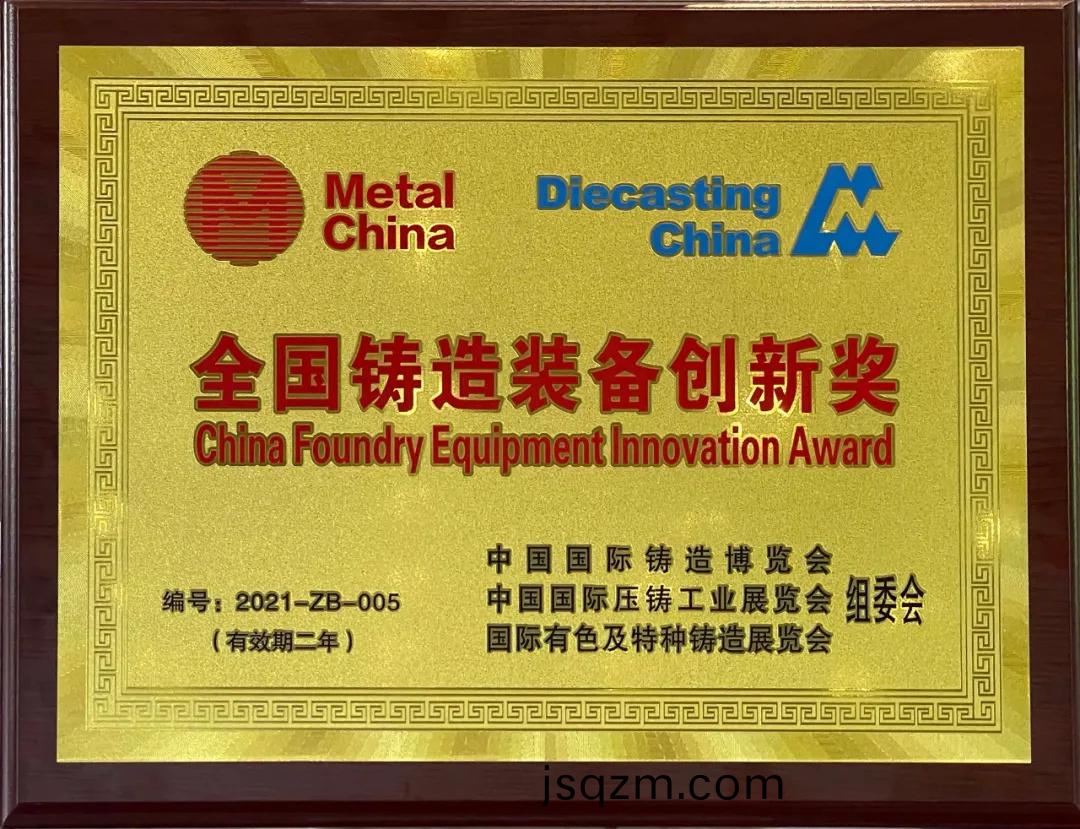 Metal
China
Diecasting
China
全国铸造装备创新奖
China Foundry Equipment Innovation Award
编号：2021-ZB-005
（有效期二年）
中国国际铸造博览会
中国国际压铸工业展览会
国际有色及特种铸造展览会
组委会
jsqzm.com